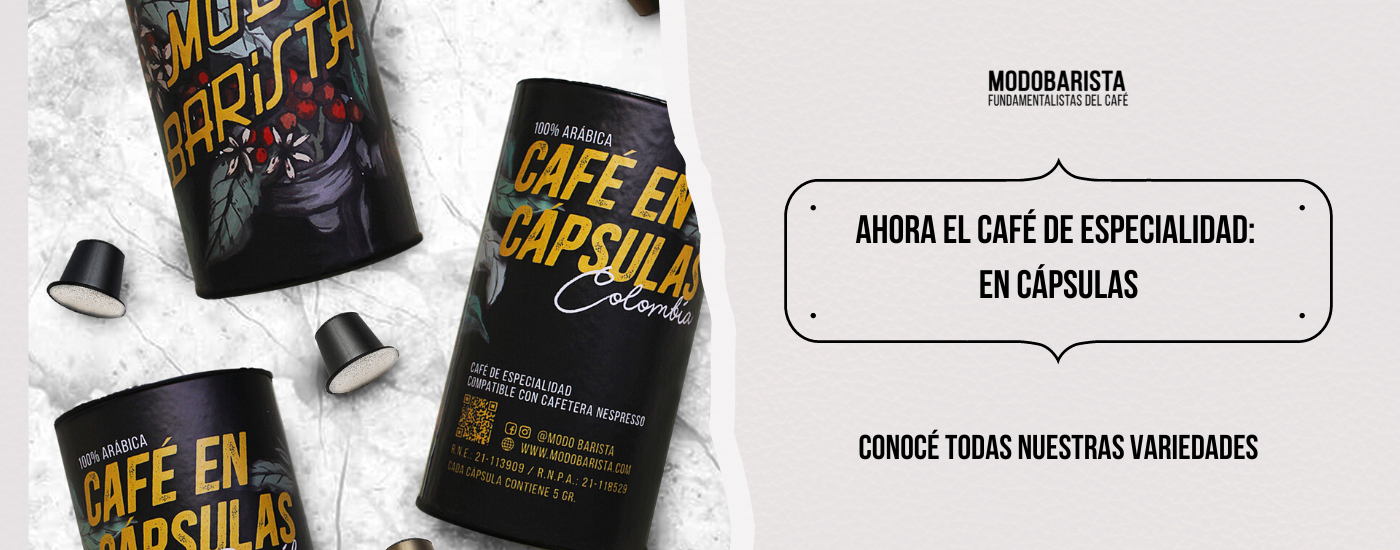 MOD
BARISTA
100% ARÁBICA
CAFÉ EN
CÁPSULAS
Colombia
CAFÉ DE ESPECIALIDAD
COMPATIBLE CON CAFETERA NESPRESSO
@MODO BARISTA
WWW.MODOBARISTA.COM
R.N.E.: 21-113909 / R.N.P.A.: 21-118529
CADA CÁPSULA CONTIENE 5 GR.
100% ARÁBICA
CAFÉ EN
CÁPSULAS
MODOBARISTA
FUNDAMENTALISTAS DEL CAFÉ
AHORA EL CAFÉ DE ESPECIALIDAD:
EN CÁPSULAS
CONOCÉ TODAS NUESTRAS VARIEDADES